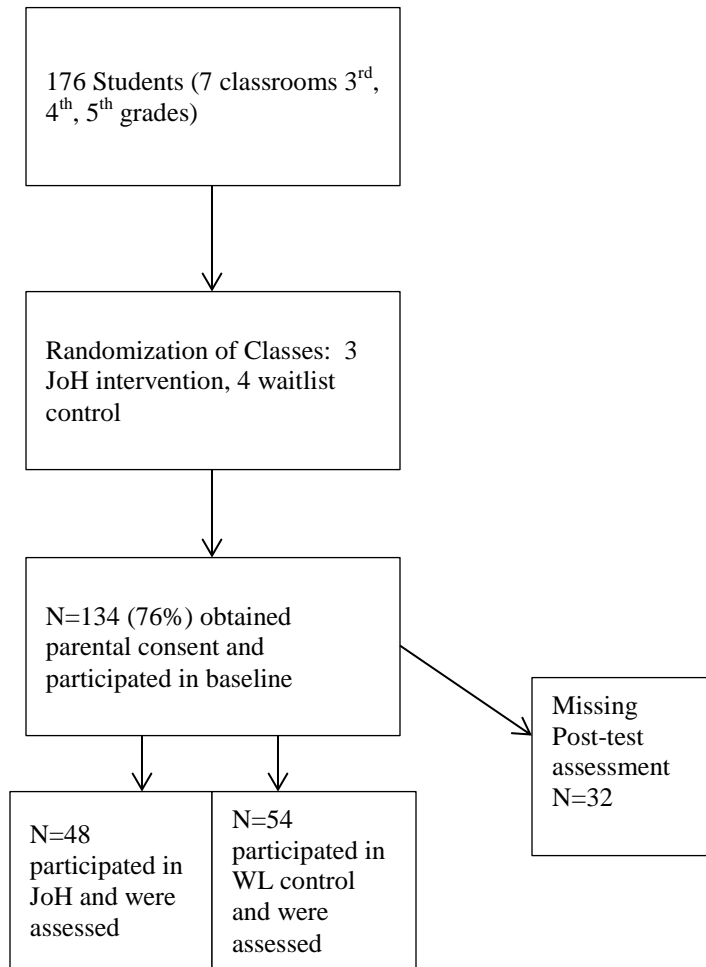 176 Students (7 classrooms 3rd,
4th, 5th grades)
Randomization of Classes: 3
JoH intervention, 4 waitlist
control
N=134 (76%) obtained
parental consent and
participated in baseline
Missing
Post-test
assessment
N=32
N=48
participated in
JoH and were
assessed
N=54
participated in
WL control
and were
assessed